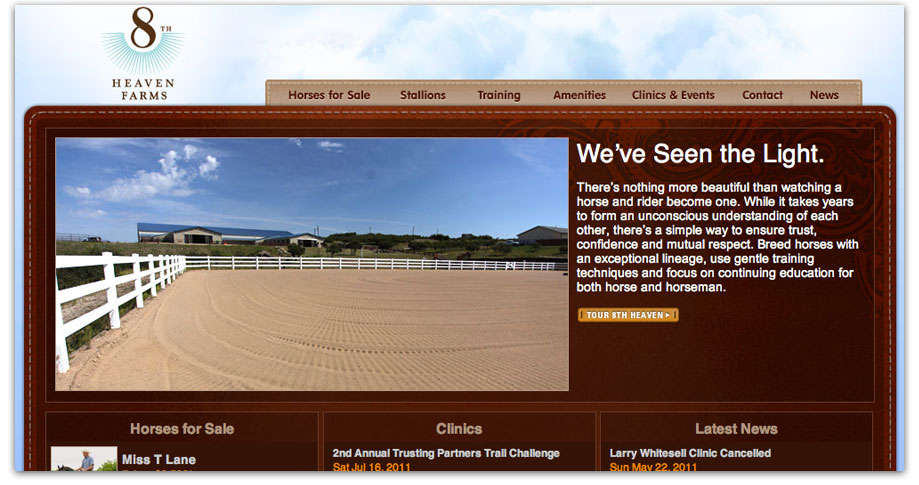 8TH
HEAVEN
FARMS
Horses for Sale Stallions Training Amenities Clinics & Events Contact News
We've Seen the Light.
There's nothing more beautiful than watching a
horse and rider become one. While it takes years
to form an unconscious understanding of each
other, there's a simple way to ensure trust,
confidence and mutual respect. Breed horses with
an exceptional lineage, use gentle training
techniques and focus on continuing education for
both horse and horseman.
TOUR 8TH HEAVEN
Horses for Sale
Miss T Lane
Clinics
2nd Annual Trusting Partners Trail Challenge
Sat Jul 16, 2011
Latest News
Larry Whitesell Clinic Cancelled
Sun May 22, 2011